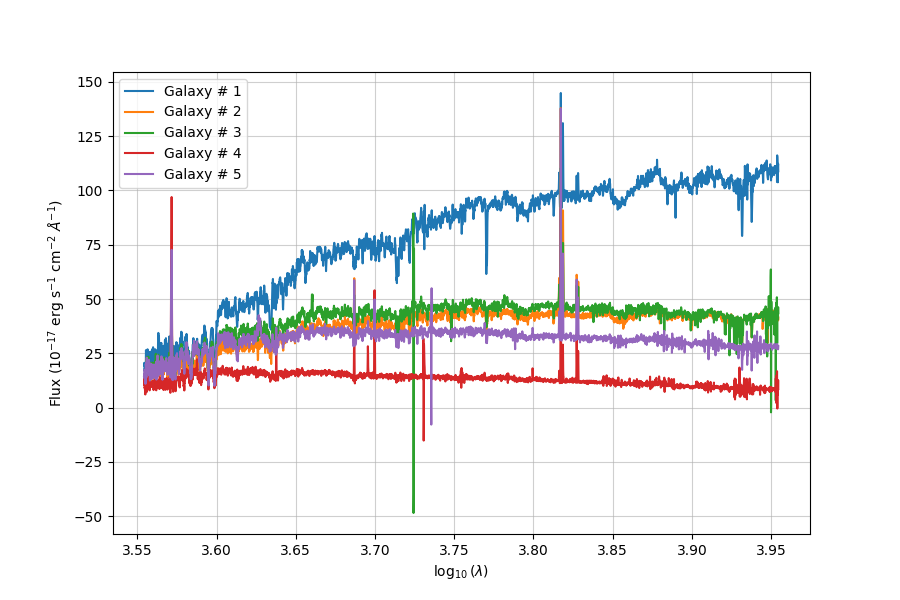 150
125
100
75
50
25
0
−25
−50
Flux (10⁻¹⁷ erg s⁻¹ cm⁻² Å⁻¹)
Galaxy # 1
Galaxy # 2
Galaxy # 3
Galaxy # 4
Galaxy # 5
3.55 3.60 3.65 3.70 3.75 3.80 3.85 3.90 3.95
log₁₀ (λ)